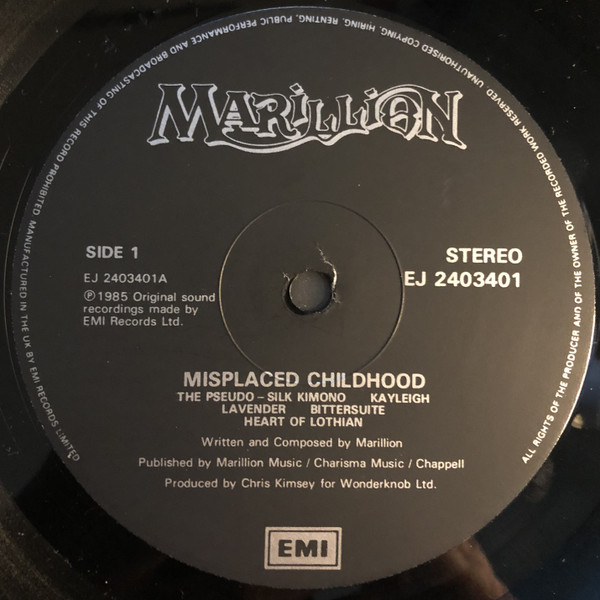 MARILLION
SIDE 1
EJ 2403401A
℗ 1985 Original sound
recordings made by
EMI Records Ltd.
STEREO
EJ 2403401
MISPLACED CHILDHOOD
THE PSEUDO – SILK KIMONO KAYLEIGH
LAVENDER BITTERSUITE
HEART OF LOTHIAN
Written and Composed by Marillion
Published by Marillion Music / Charisma Music / Chappell
Produced by Chris Kimsey for Wonderknob Ltd.
EMI
ALL RIGHTS OF THE PRODUCER AND OF THE OWNER OF THE RECORDED WORK RESERVED. UNAUTHORISED COPYING, HIRING, RENTING, PUBLIC PERFORMANCE AND BROADCASTING OF THIS RECORD PROHIBITED. MANUFACTURED IN THE UK BY EMI RECORDS LIMITED